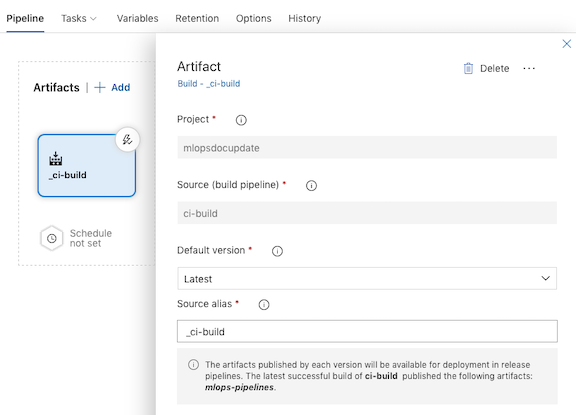 Pipeline Tasks Variables Retention Options History
Artifacts | + Add
_ci-build
Schedule
not set
Artifact
Delete ...
Build - _ci-build
Project *
mlopsdocupdate
Source (build pipeline) *
ci-build
Default version *
Latest
Source alias *
_ci-build
The artifacts published by each version will be available for deployment in release
pipelines. The latest successful build of ci-build published the following artifacts:
mlops-pipelines.